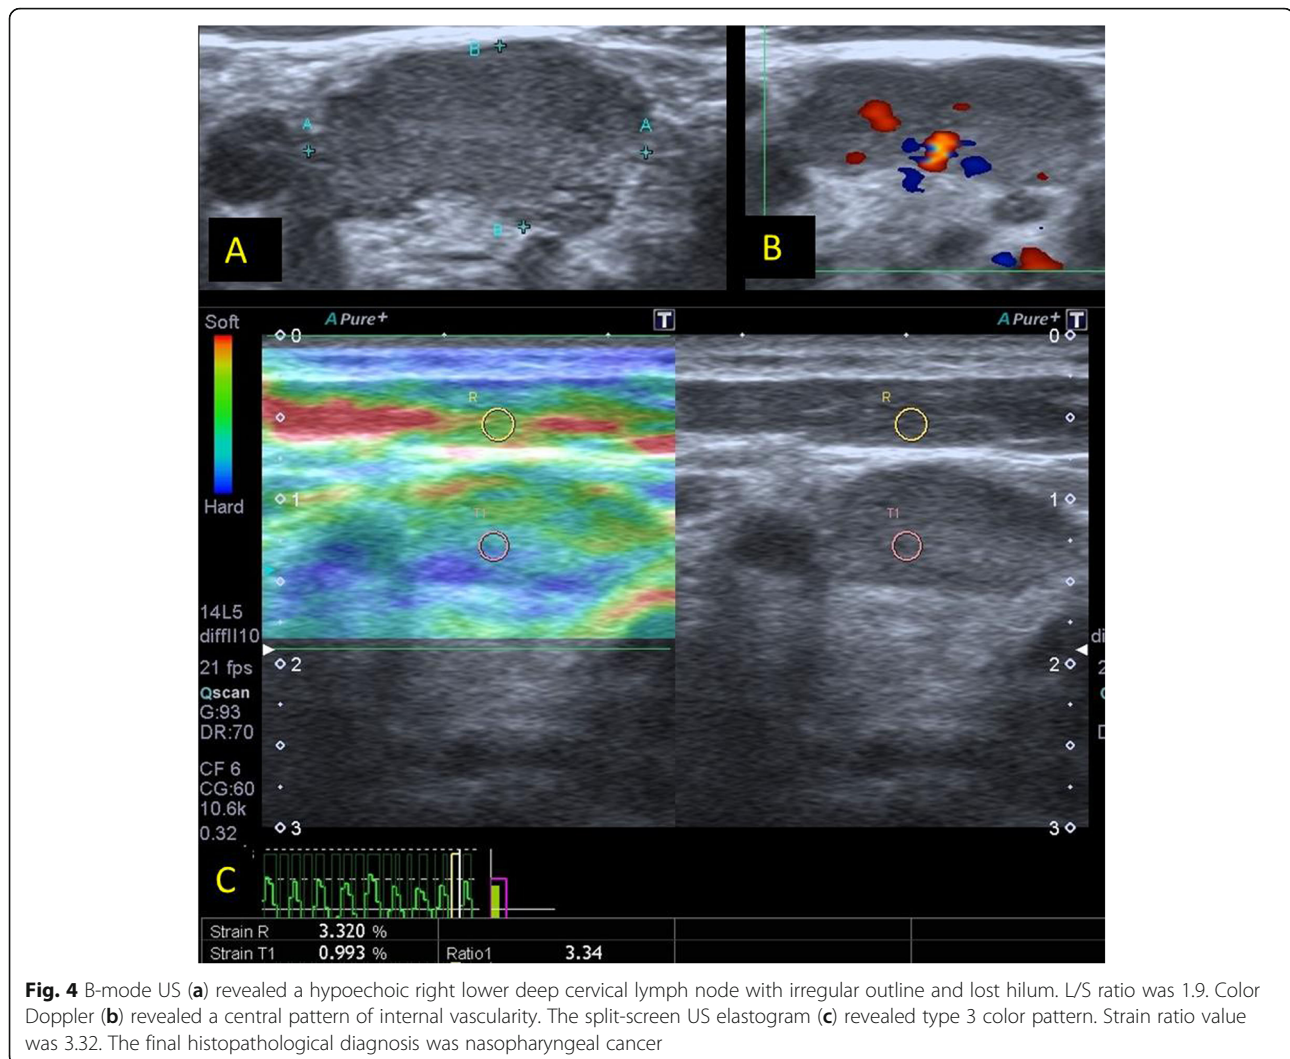 B
A A
B
A
B
Soft
Hard
A Pure+ T
A Pure+ T
0
1
2
3
R
T1
R
T1
0
1
2
3
14L5
diffII10
21 fps
Qscan
G:93
DR:70
CF 6
CG:60
10.6k
0.32
di
2
C
Strain R 3.320 %
Strain T1 0.993 % Ratio1 3.34
Fig. 4 B-mode US (a) revealed a hypoechoic right lower deep cervical lymph node with irregular outline and lost hilum. L/S ratio was 1.9. Color
Doppler (b) revealed a central pattern of internal vascularity. The split-screen US elastogram (c) revealed type 3 color pattern. Strain ratio value
was 3.32. The final histopathological diagnosis was nasopharyngeal cancer